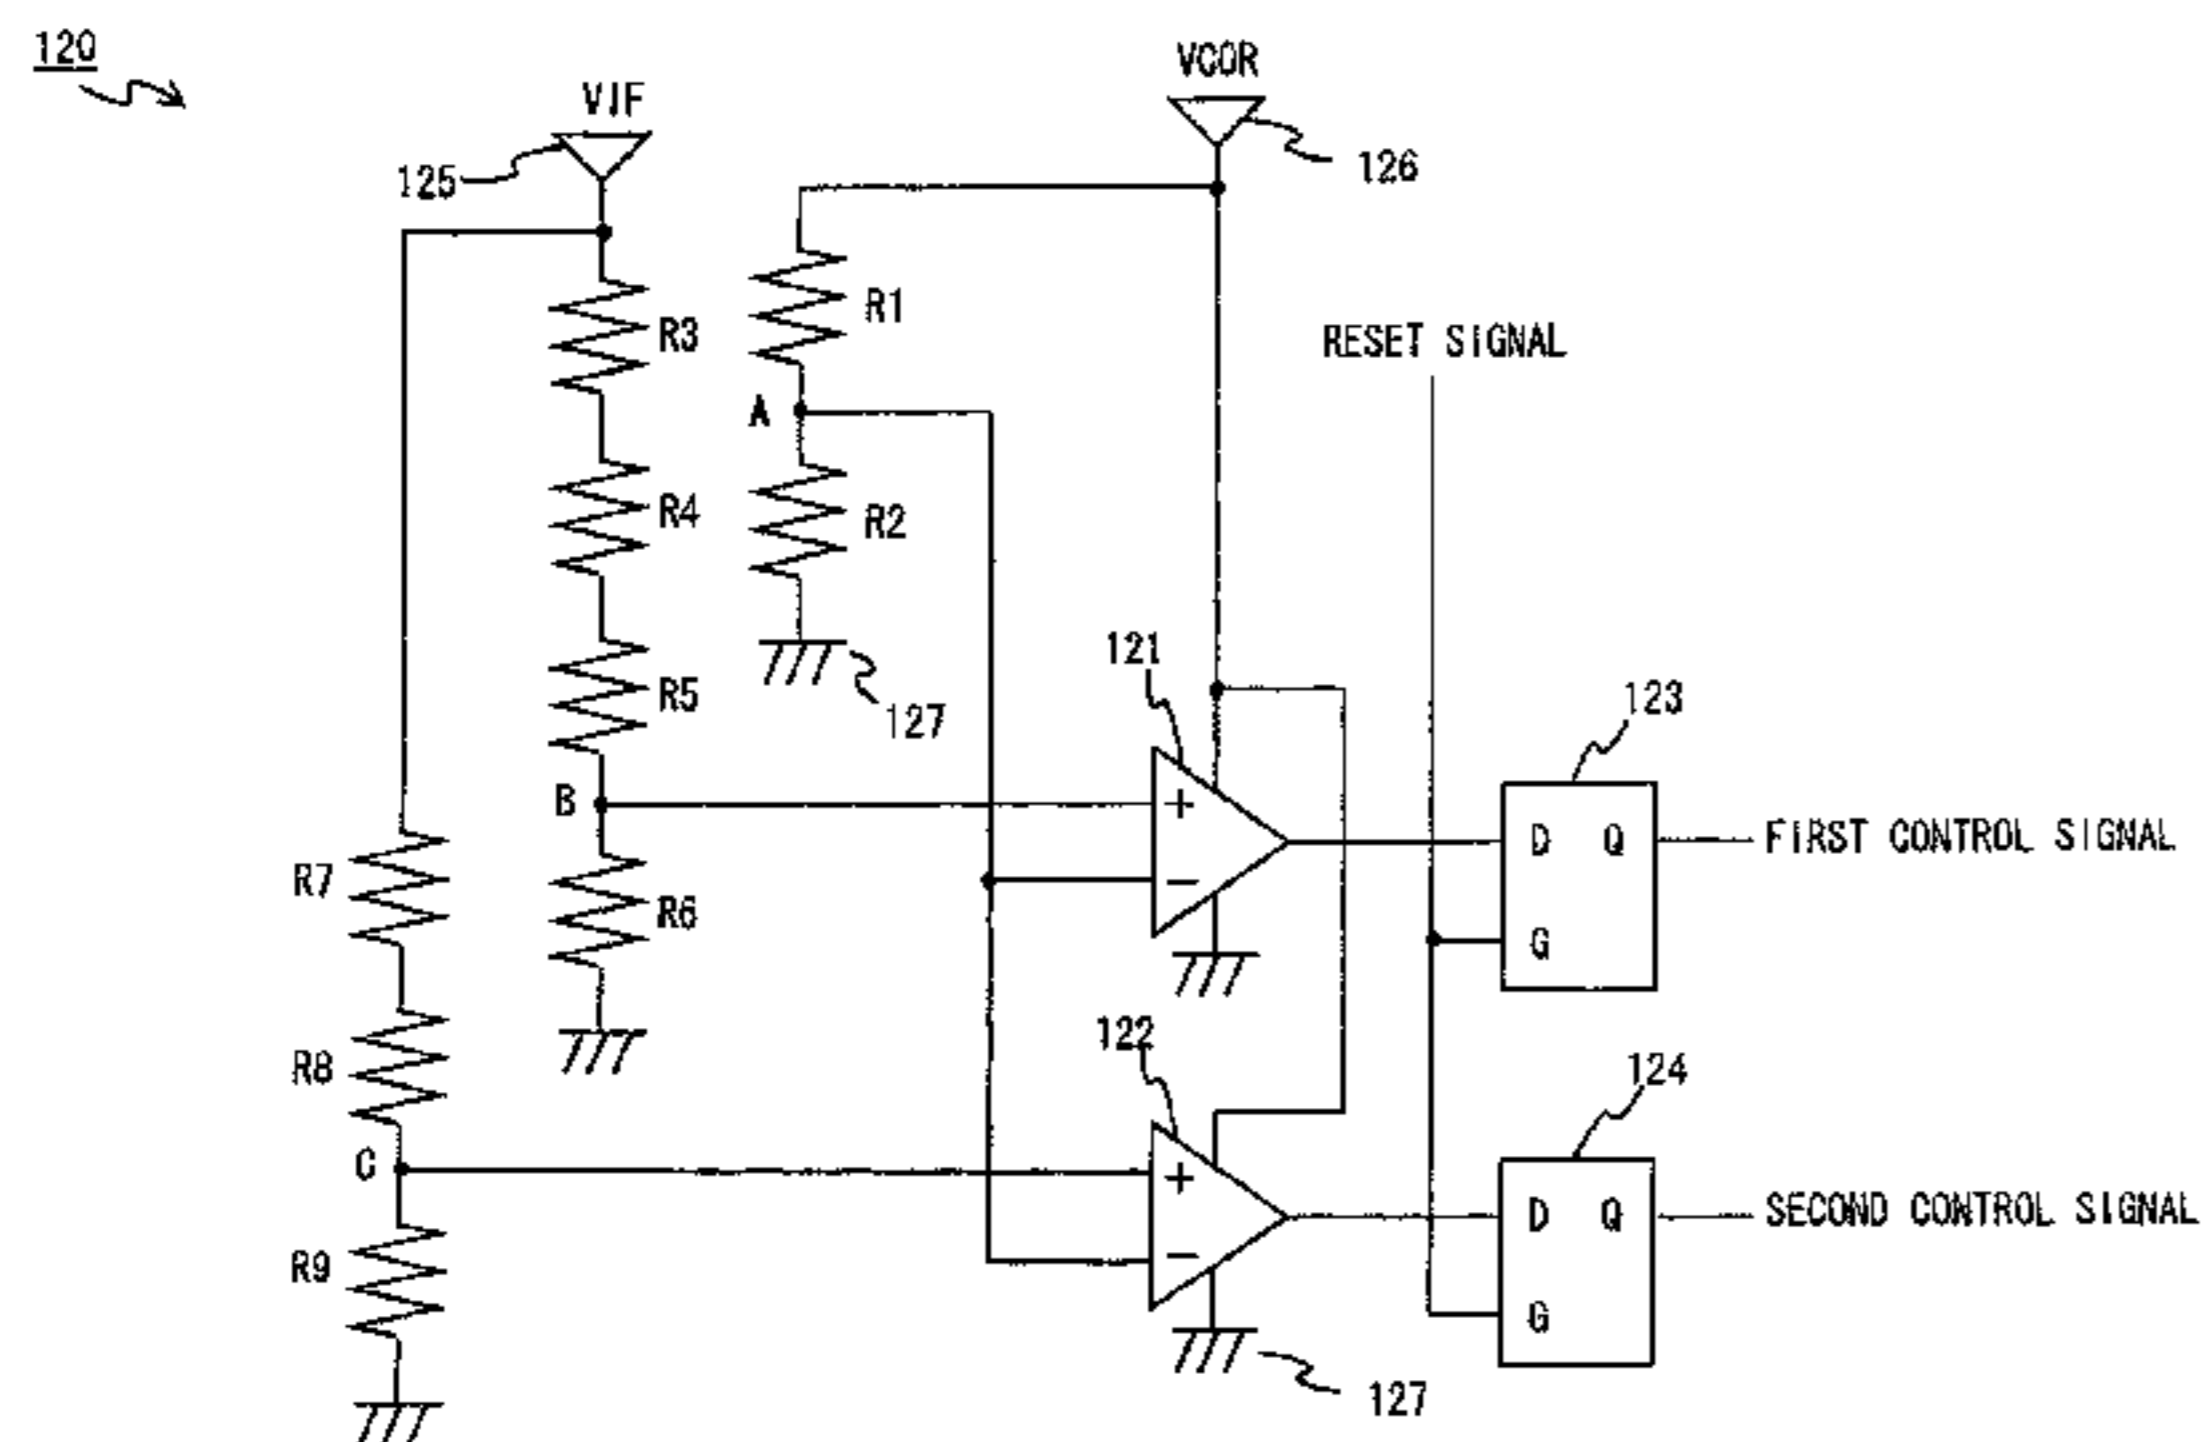 120
VIF
VCOR
125
126
R1
R3
RESET SIGNAL
A
R4
R2
121
R5
123
127
B
+
D Q
FIRST CONTROL SIGNAL
R7
−
R6
G
122
R8
124
C
+
D Q
SECOND CONTROL SIGNAL
−
R9
G
127